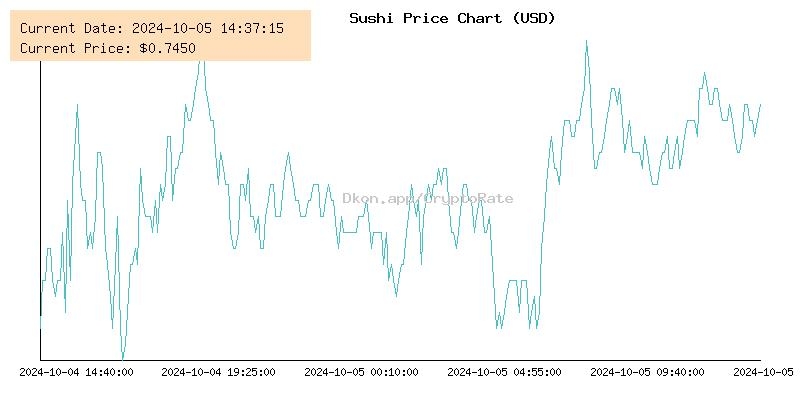 Sushi Price Chart (USD)
Current Date: 2024-10-05 14:37:15
Current Price: $0.7450
Dkon.app/CryptoRate
2024-10-04 14:40:00 2024-10-04 19:25:00 2024-10-05 00:10:00 2024-10-05 04:55:00 2024-10-05 09:40:00 2024-10-05